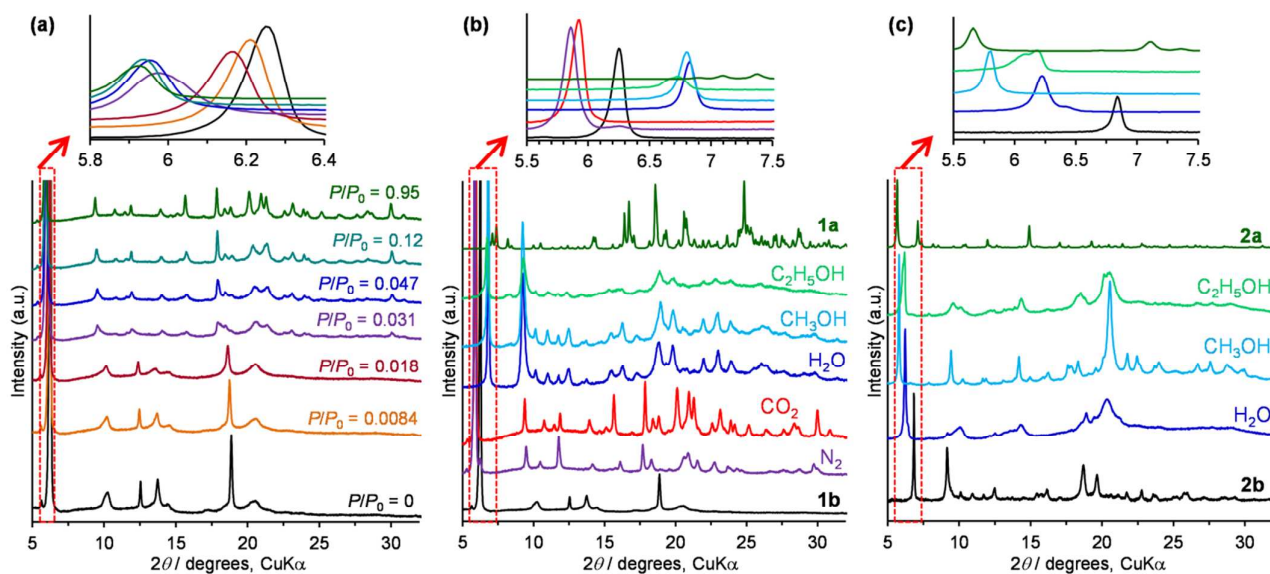 (a)
5.8 6 6.2 6.4
P/P0 = 0.95
P/P0 = 0.12
P/P0 = 0.047
P/P0 = 0.031
P/P0 = 0.018
P/P0 = 0.0084
P/P0 = 0
Intensity (a.u.)
5 10 15 20 25 30
2θ / degrees, CuKα
(b)
5.5 6 6.5 7 7.5
1a
C2H5OH
CH3OH
H2O
CO2
N2
1b
Intensity (a.u.)
5 10 15 20 25 30
2θ / degrees, CuKα
(c)
5.5 6 6.5 7 7.5
2a
C2H5OH
CH3OH
H2O
2b
Intensity (a.u.)
5 10 15 20 25 30
2θ / degrees, CuKα